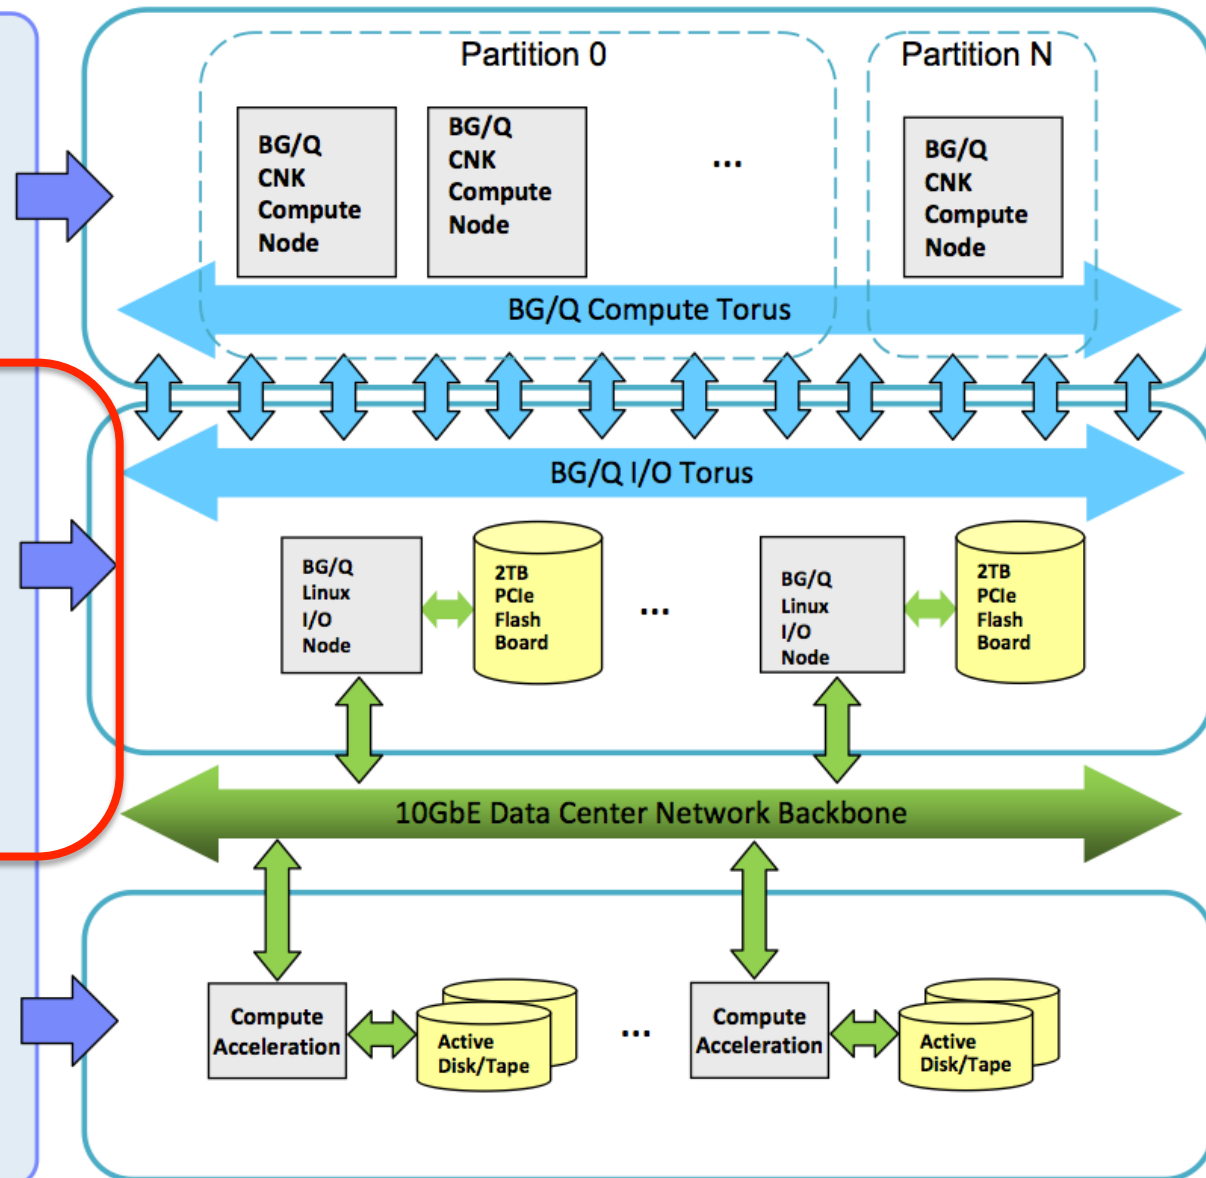 Partition 0
Partition N
BG/Q
CNK
Compute
Node
BG/Q
CNK
Compute
Node
...
BG/Q
CNK
Compute
Node
BG/Q Compute Torus
BG/Q I/O Torus
BG/Q
Linux
I/O
Node
2TB
PCIe
Flash
Board
...
BG/Q
Linux
I/O
Node
2TB
PCIe
Flash
Board
10GbE Data Center Network Backbone
Compute
Acceleration
Active
Disk/Tape
...
Compute
Acceleration
Active
Disk/Tape